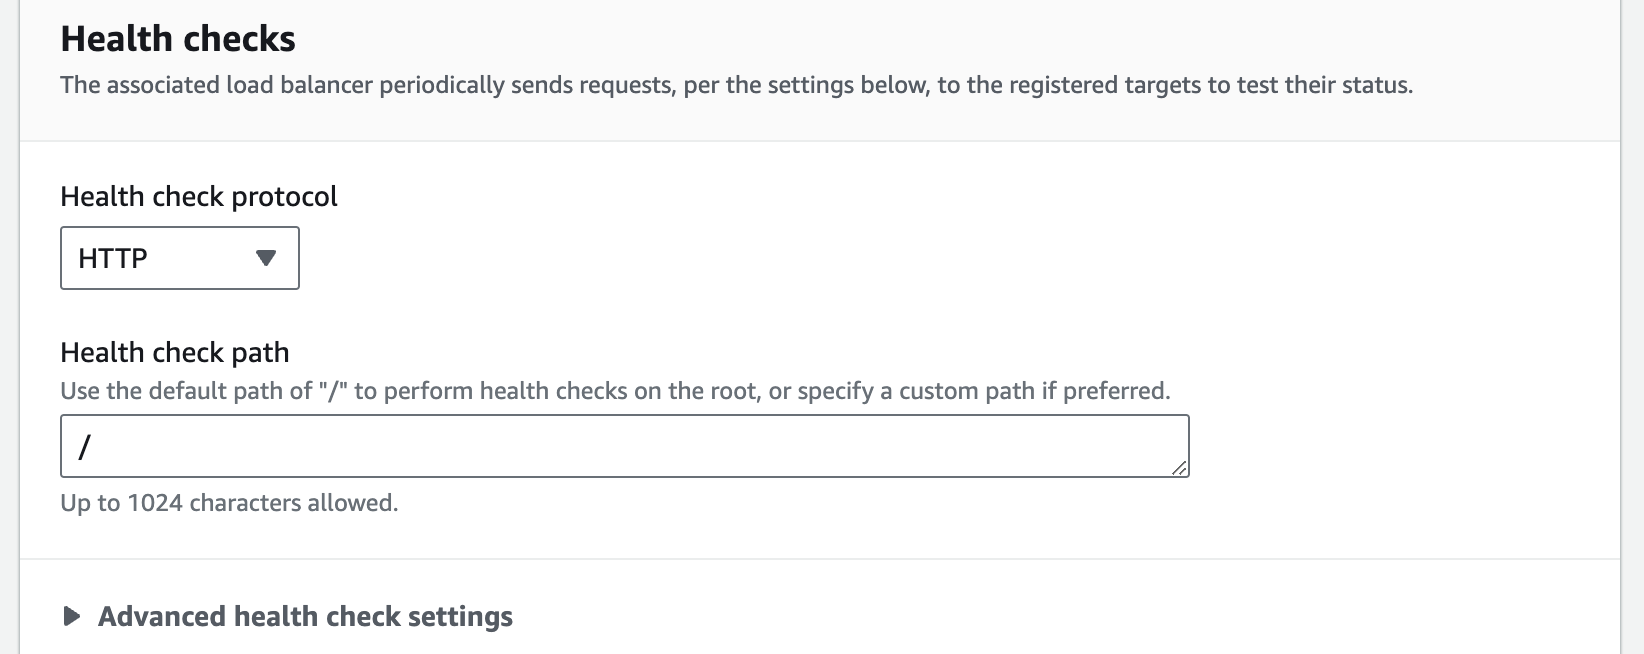 Health checks
The associated load balancer periodically sends requests, per the settings below, to the registered targets to test their status.
Health check protocol
HTTP
Health check path
Use the default path of "/" to perform health checks on the root, or specify a custom path if preferred.
/
Up to 1024 characters allowed.
Advanced health check settings